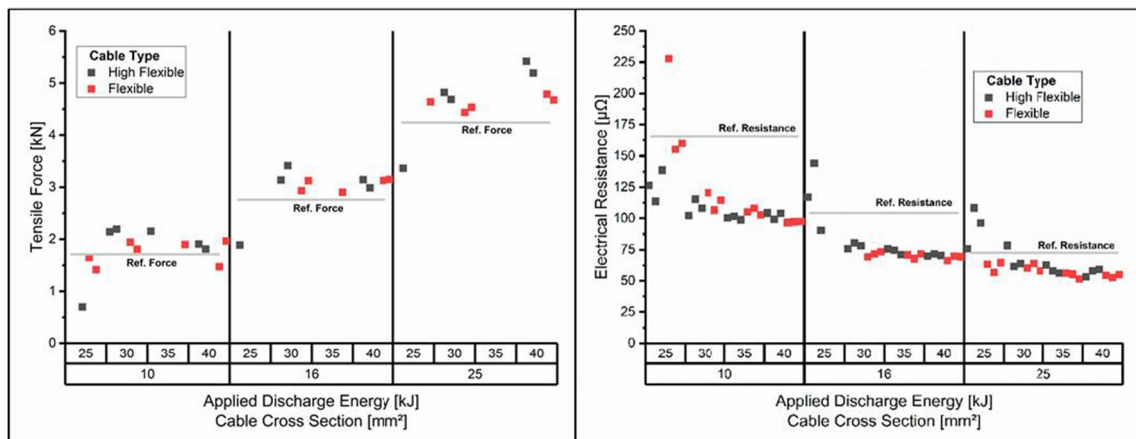 Tensile Force [kN]
6
5
4
3
2
1
0
Cable Type
High Flexible
Flexible
Ref. Force
Ref. Force
Ref. Force
25 30 35 40 25 30 35 40 25 30 35 40
10 16 25
Applied Discharge Energy [kJ]
Cable Cross Section [mm²]
Electrical Resistance [µΩ]
250
225
200
175
150
125
100
75
50
25
0
Cable Type
High Flexible
Flexible
Ref. Resistance
Ref. Resistance
Ref. Resistance
25 30 35 40 25 30 35 40 25 30 35 40
10 16 25
Applied Discharge Energy [kJ]
Cable Cross Section [mm²]